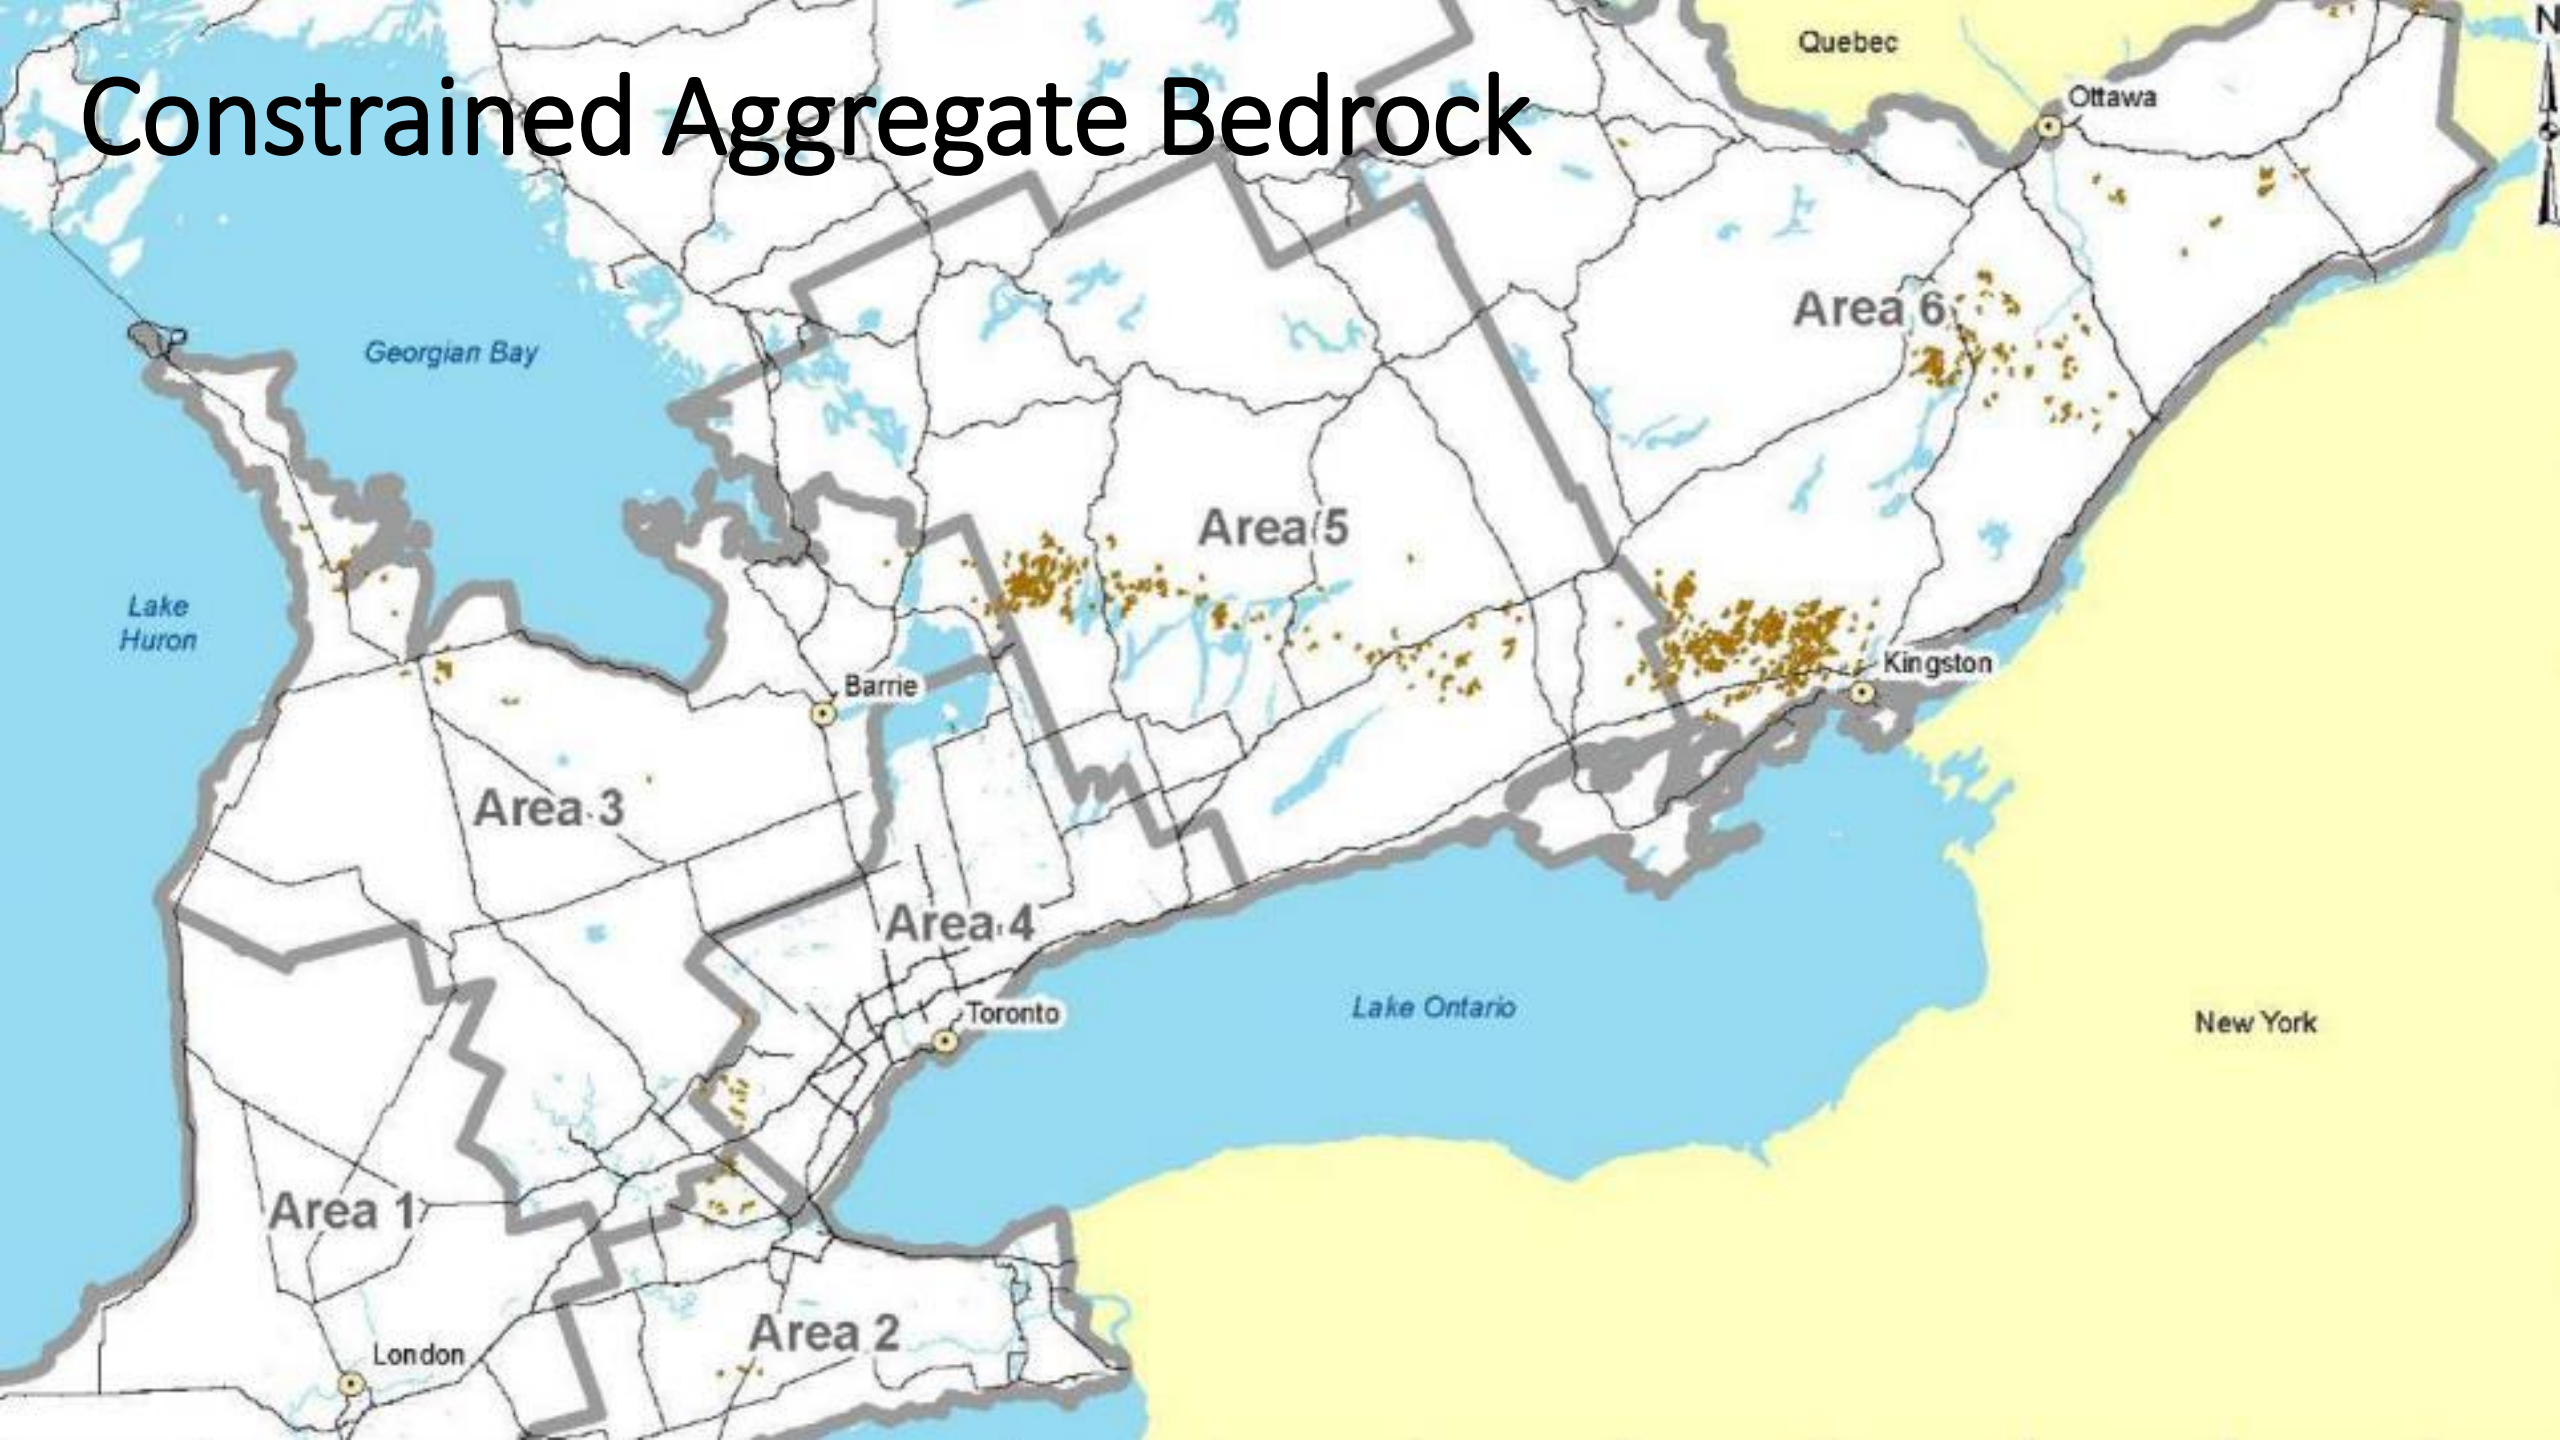 Constrained Aggregate Bedrock
Quebec
N
Ottawa
Area 6
Georgian Bay
Area 5
Lake
Huron
Kingston
Barrie
Area 3
Area 4
Toronto
Lake Ontario
New York
Area 1
Area 2
London